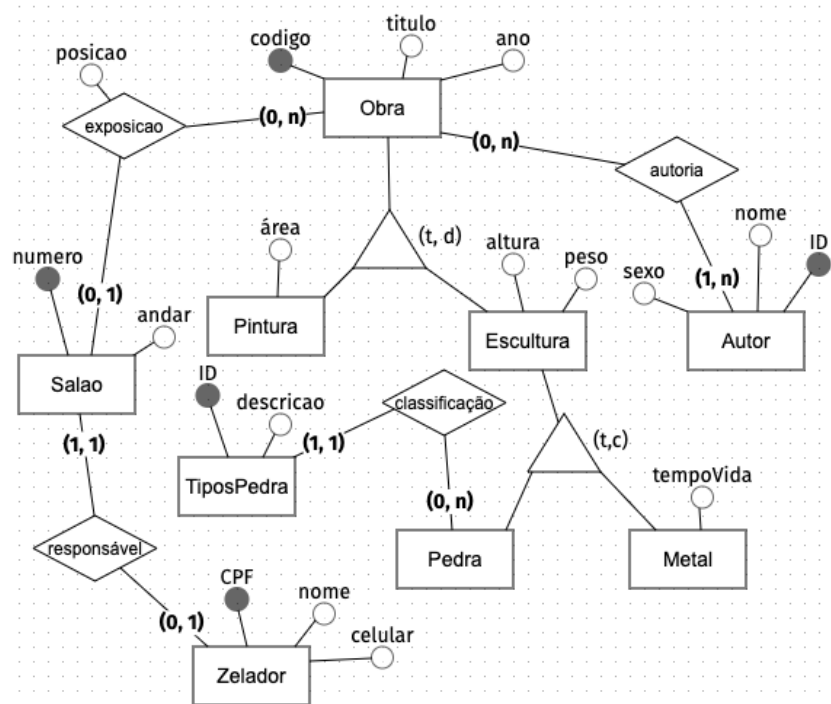 titulo
codigo
ano
posicao
Obra
(0, n)
exposicao
(0, n)
autoria
nome
ID
área
(t, d)
altura
peso
sexo
(1, n)
numero
(0, 1)
andar
Pintura
Escultura
Autor
Salao
ID
descricao
classificação
(1, 1)
(1, 1)
(t,c)
tempoVida
TiposPedra
(0, n)
Pedra
Metal
responsável
CPF
nome
(0, 1)
celular
Zelador